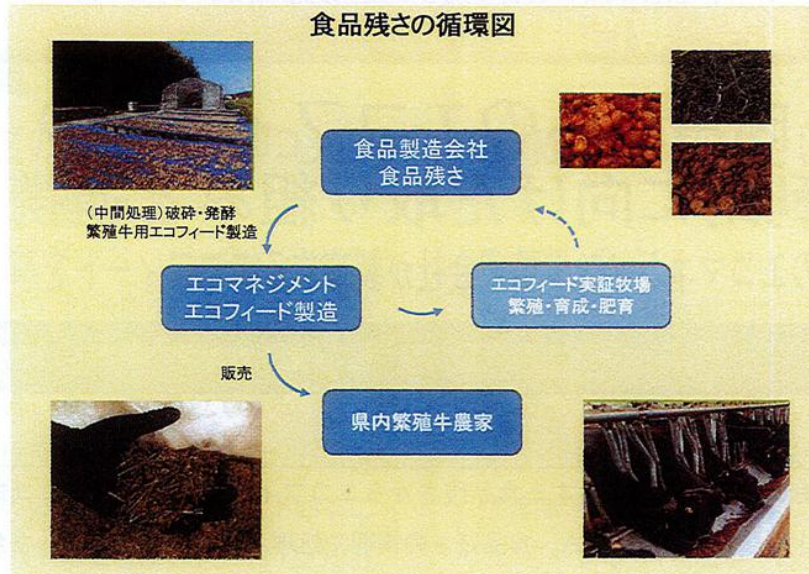 食品残さの循環図
食品製造会社
食品残さ
(中間処理)破砕・発酵
繁殖牛用エコフィード製造
エコマネジメント
エコフィード製造
エコフィード実証牧場
繁殖・育成・肥育
販売
県内繁殖牛農家